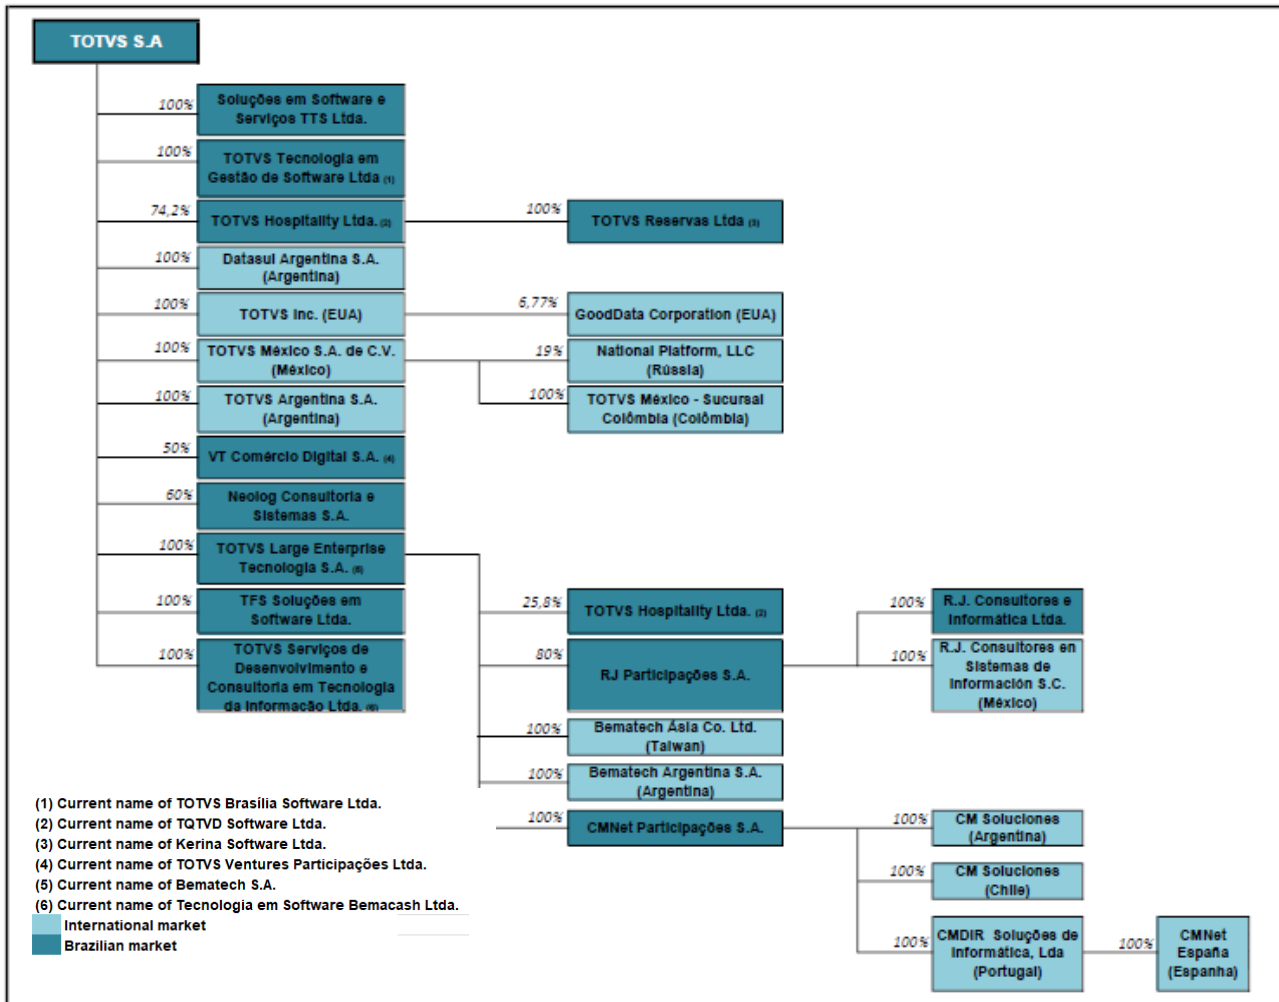 TOTVS S.A
100%
Soluções em Software e
Serviços TTS Ltda.
100%
TOTVS Tecnologia em
Gestão de Software Ltda (1)
74,2%
TOTVS Hospitality Ltda. (2)
100%
TOTVS Reservas Ltda (3)
100%
Datasul Argentina S.A.
(Argentina)
100%
TOTVS Inc. (EUA)
6,77%
GoodData Corporation (EUA)
100%
TOTVS México S.A. de C.V.
(México)
19%
National Platform, LLC
(Rússia)
100%
TOTVS México - Sucursal
Colômbia (Colômbia)
100%
TOTVS Argentina S.A.
(Argentina)
50%
VT Comércio Digital S.A. (4)
60%
Neolog Consultoria e
Sistemas S.A.
100%
TOTVS Large Enterprise
Tecnologia S.A. (5)
100%
TFS Soluções em
Software Ltda.
100%
TOTVS Serviços de
Desenvolvimento e
Consultoria em Tecnologia
da Informação Ltda. (6)
25,8%
TOTVS Hospitality Ltda. (2)
80%
RJ Participações S.A.
100%
R.J. Consultores e
Informática Ltda.
100%
R.J. Consultores en
Sistemas de
Información S.C.
(México)
100%
Bematech Ásia Co. Ltd.
(Taiwan)
100%
Bematech Argentina S.A.
(Argentina)
100%
CMNet Participações S.A.
100%
CM Soluciones
(Argentina)
100%
CM Soluciones
(Chile)
100%
CMDIR Soluções de
Informática, Lda
(Portugal)
100%
CMNet
España
(Espanha)
(1) Current name of TOTVS Brasília Software Ltda.
(2) Current name of TQTVD Software Ltda.
(3) Current name of Kerina Software Ltda.
(4) Current name of TOTVS Ventures Participações Ltda.
(5) Current name of Bematech S.A.
(6) Current name of Tecnologia em Software Bemacash Ltda.
International market
Brazilian market